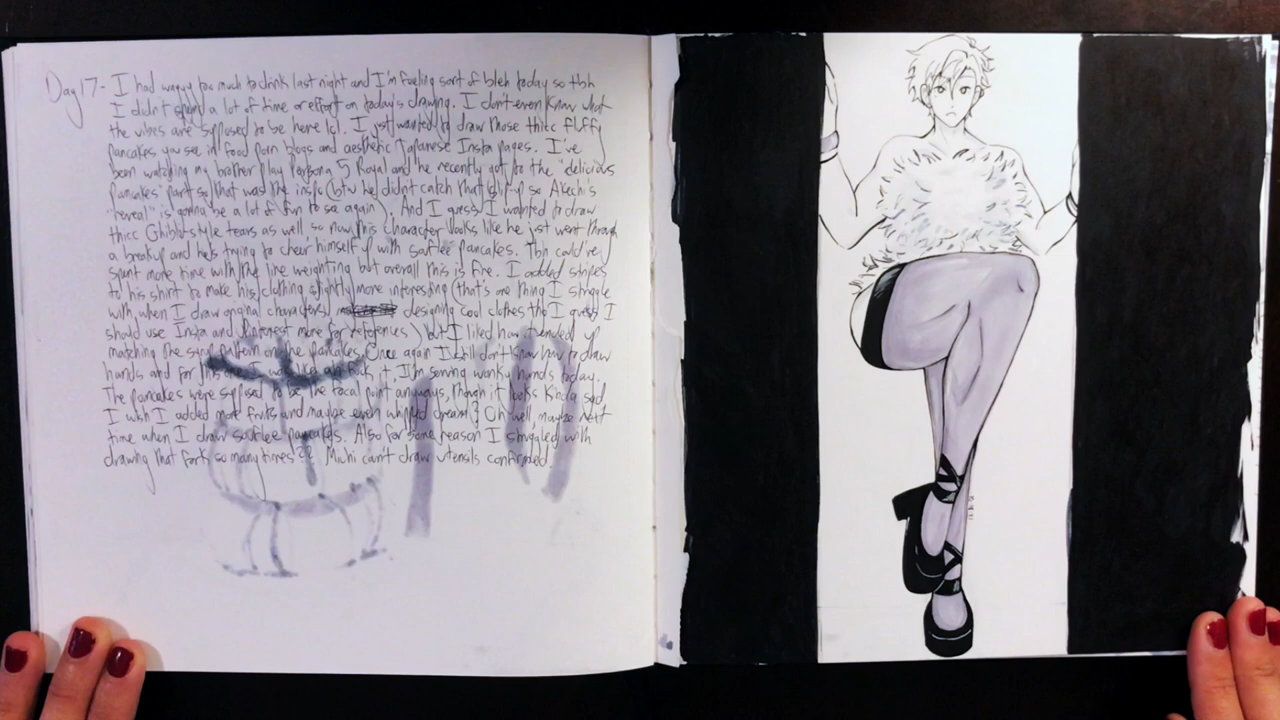 Day 17- I had wayyy too much to drink last night and I'm feeling sort of bleh today so tbh
I didn't spend a lot of time or effort on today's drawing. I don't even know what
the vibes are supposed to be here lol. I just wanted to draw those thicc fluffy
pancakes you see in food porn blogs and aesthetic Japanese Insta pages. I've
been watching my brother play Persona 5 Royal and he recently got to the "delicious
pancakes" part so that was the inspo (btw he didn't catch that slip up so Akechi's
"reveal" is gonna be a lot of fun to see again). And I guess I wanted to draw
thicc Ghibli style tears as well so now this character looks like he just went through
a breakup and he's trying to cheer himself up with soufflee pancakes. Tbh could've
spent more time with the line weighting but overall this is fine. I added stripes
to his shirt to make his clothing slightly more interesting (that's one thing I struggle
with when I draw original characters, designing cool clothes tho I guess I
should use Insta and Pinterest more for references) but I liked how I ended up
matching the pattern on the pancakes. Once again I still don't know how to draw
hands and for this one I was like ah fuck it, I'm serving wonky hands today.
The pancakes were supposed to be the focal point anyways, though it looks kinda sad
I wish I added more fruits and maybe even whipped cream? Oh well, maybe next
time when I draw soufflee pancakes. Also for some reason I struggled with
drawing that fork so many times Michi can't draw utensils confirmed.